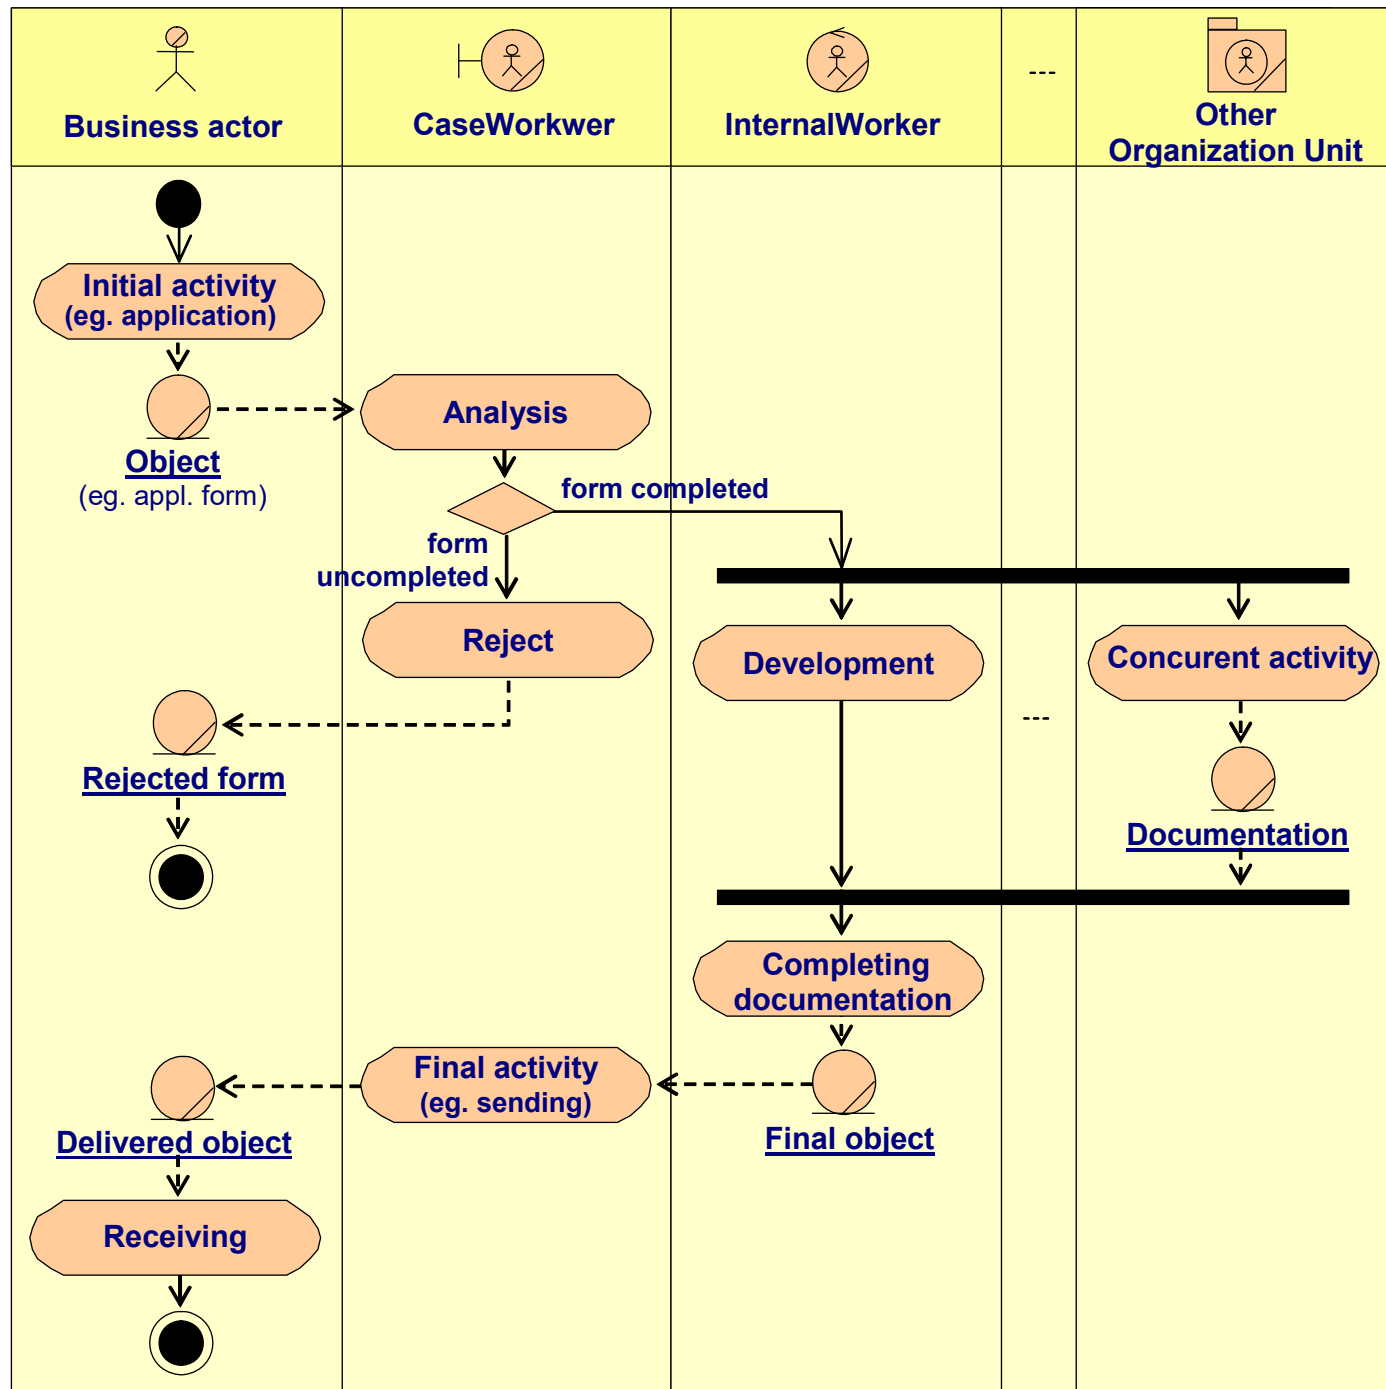 Business actor
CaseWorkwer
InternalWorker
---
Other
Organization Unit
Initial activity
(eg. application)
Object
(eg. appl. form)
Analysis
form completed
form
uncompleted
Reject
Development
Concurent activity
---
Rejected form
Documentation
Completing
documentation
Final activity
(eg. sending)
Delivered object
Final object
Receiving